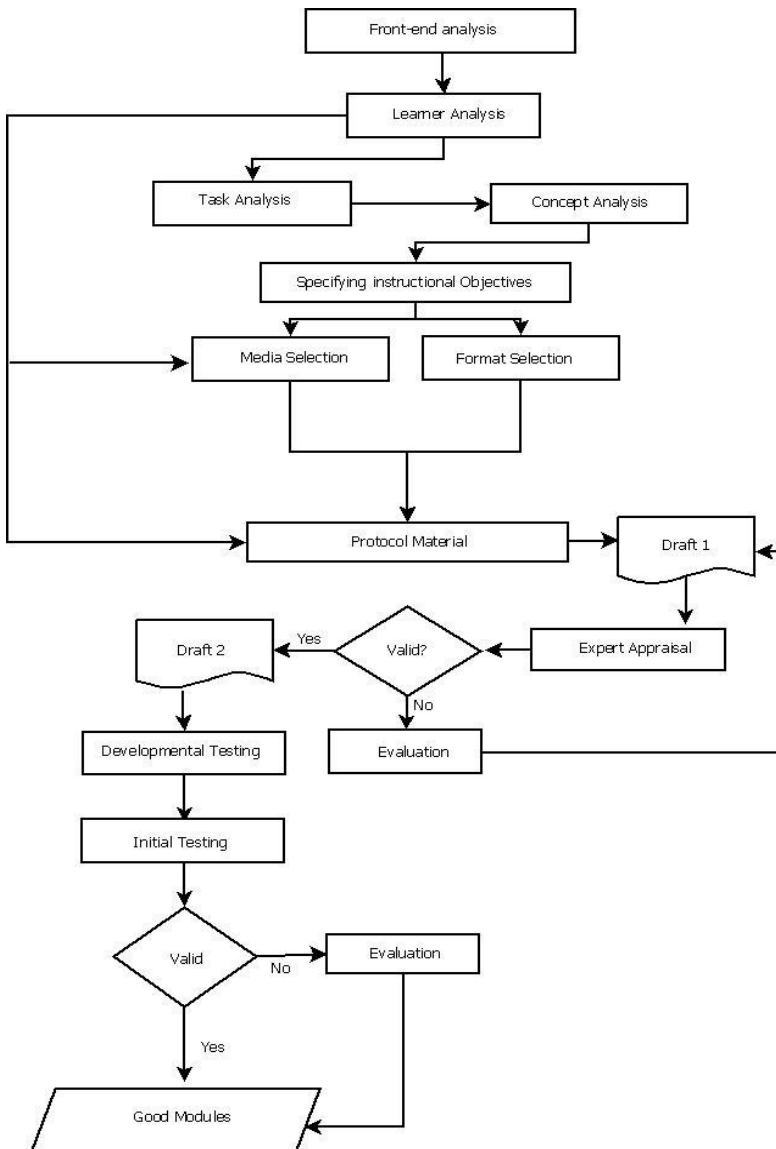 Front-end analysis
Learner Analysis
Task Analysis
Concept Analysis
Specifying instructional Objectives
Media Selection
Format Selection
Protocol Material
Draft 1
Draft 2
Yes
Valid?
Expert Appraisal
No
Evaluation
Developmental Testing
Initial Testing
Valid
No
Evaluation
Yes
Good Modules